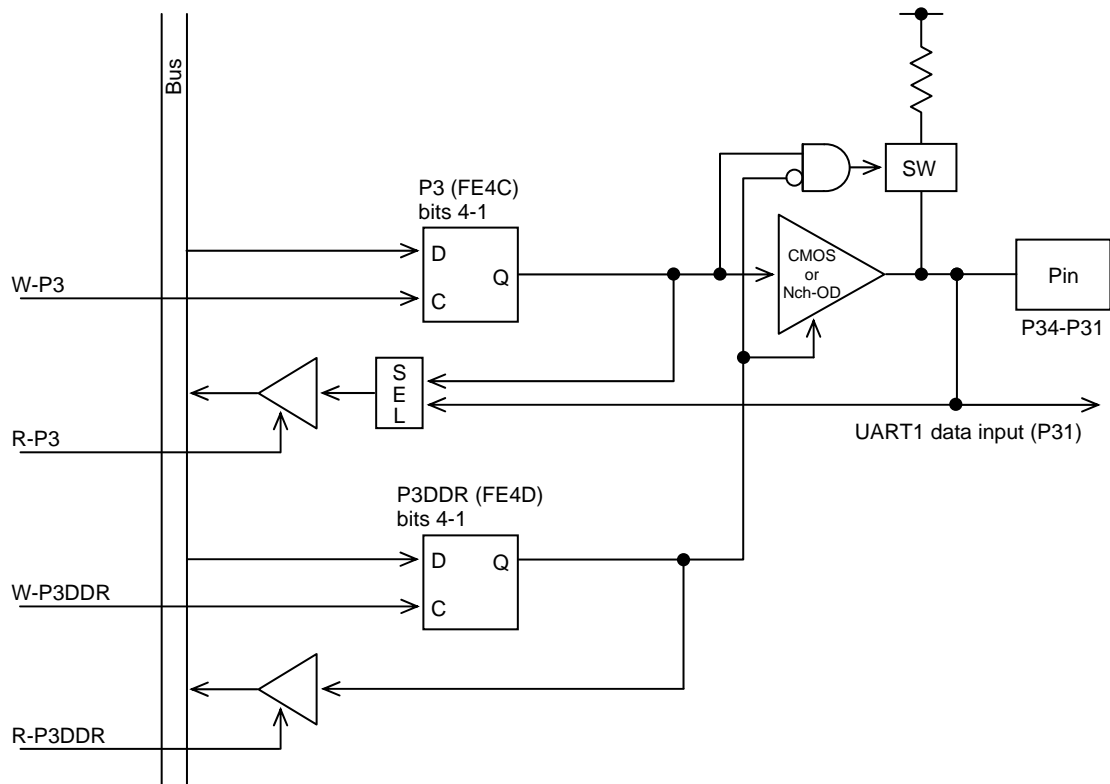 Bus
SW
P3 (FE4C)
bits 4-1
D
Q
C
W-P3
CMOS
or
Nch-OD
Pin
P34-P31
S
E
L
R-P3
UART1 data input (P31)
P3DDR (FE4D)
bits 4-1
D
Q
C
W-P3DDR
R-P3DDR